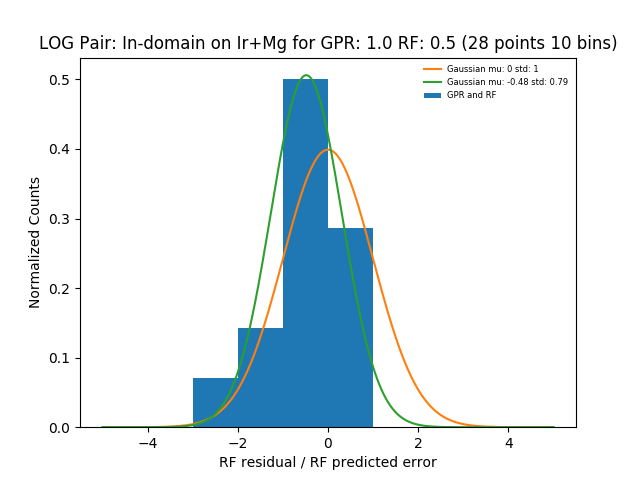 LOG Pair: In-domain on Ir+Mg for GPR: 1.0 RF: 0.5 (28 points 10 bins)
Gaussian mu: 0 std: 1
Gaussian mu: -0.48 std: 0.79
GPR and RF
Normalized Counts
0.5
0.4
0.3
0.2
0.1
0.0
−4
−2
0
2
4
RF residual / RF predicted error